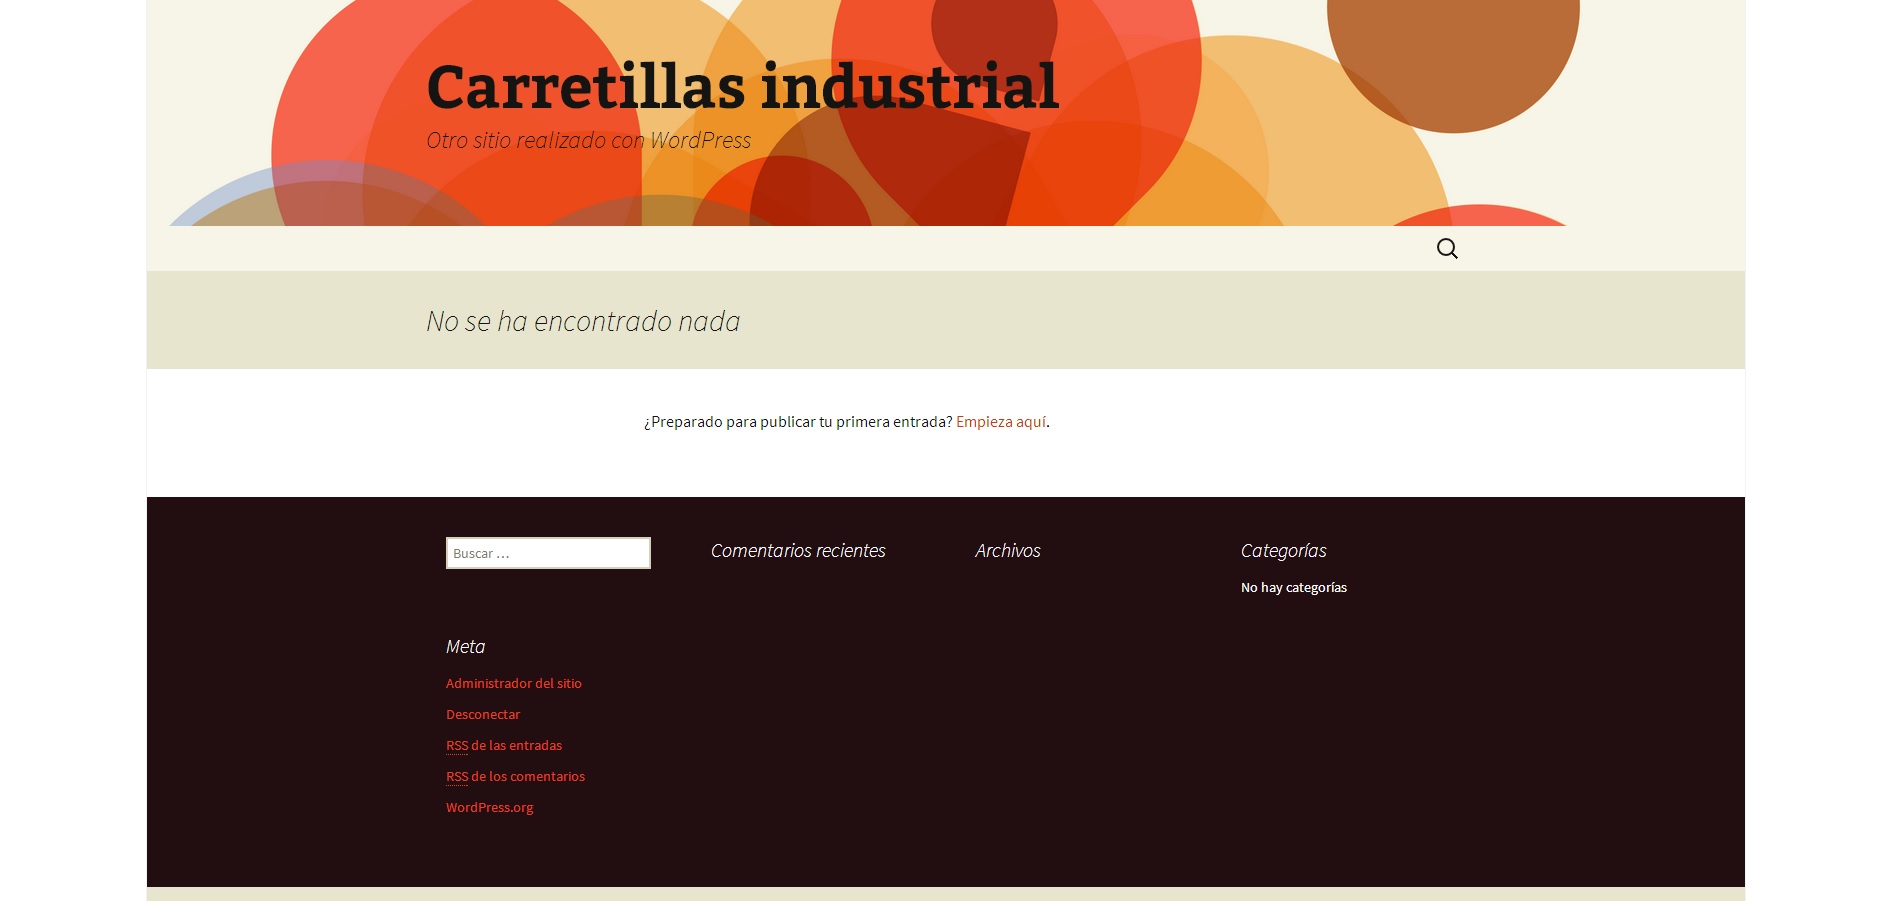 Carretillas industrial
Otro sitio realizado con WordPress
No se ha encontrado nada
¿Preparado para publicar tu primera entrada? Empieza aquí.
Buscar …
Comentarios recientes
Archivos
Categorías
No hay categorías
Meta
Administrador del sitio
Desconectar
RSS de las entradas
RSS de los comentarios
WordPress.org